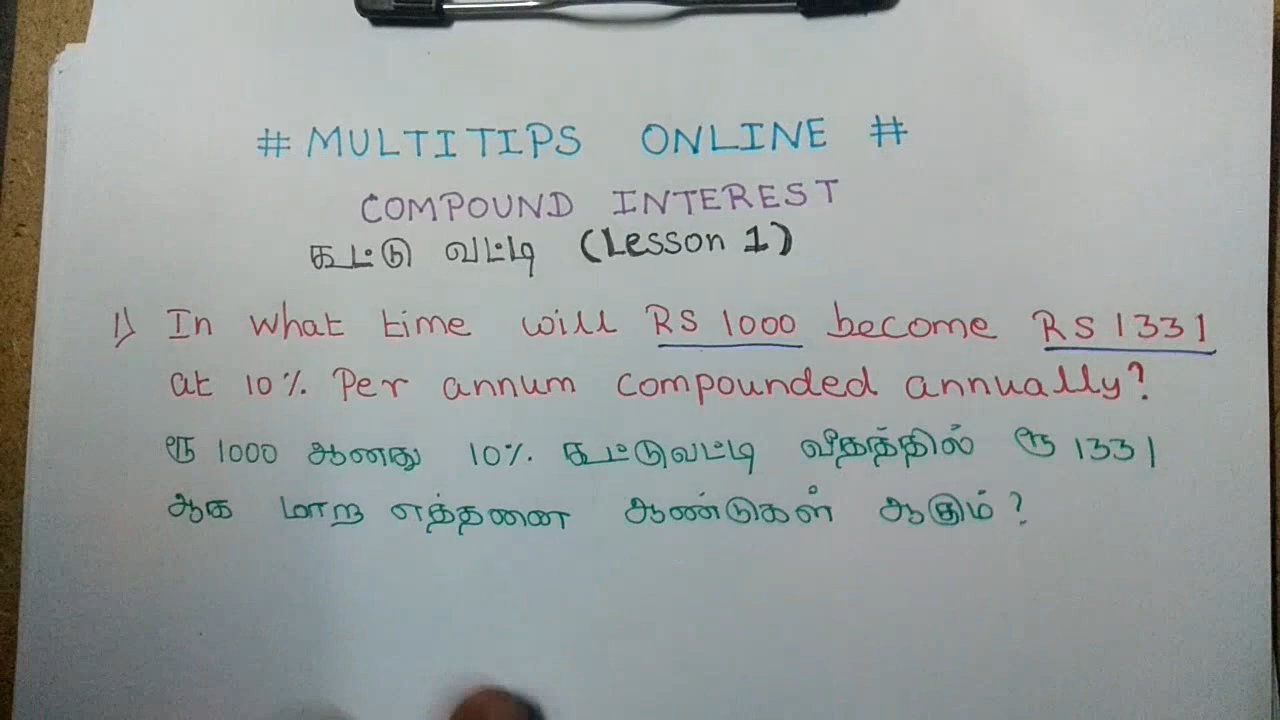 # MULTITIPS ONLINE #
COMPOUND INTEREST
கூட்டு வட்டி (Lesson 1)
1) In what time will RS 1000 become RS 1331
at 10% Per annum compounded annually?
ரூ 1000 ஆனது 10% கூட்டுவட்டி வீதத்தில் ரூ 1331
ஆக மாற எத்தனை ஆண்டுகள் ஆகும்?